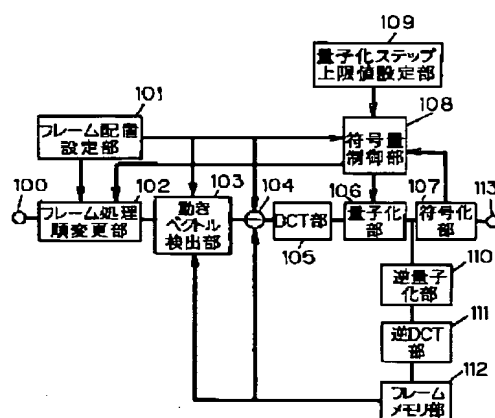 109
量子化ステップ
上限値設定部
101
108
フレーム配置
設定部
符号量
制御部
100
102
103
104
106
107
113
フレーム処理
順変更部
動き
ベクトル
検出部
DCT部
量子化
部
符号化
部
105
110
逆量子
化部
111
逆DCT
部
112
フレーム
メモリ部